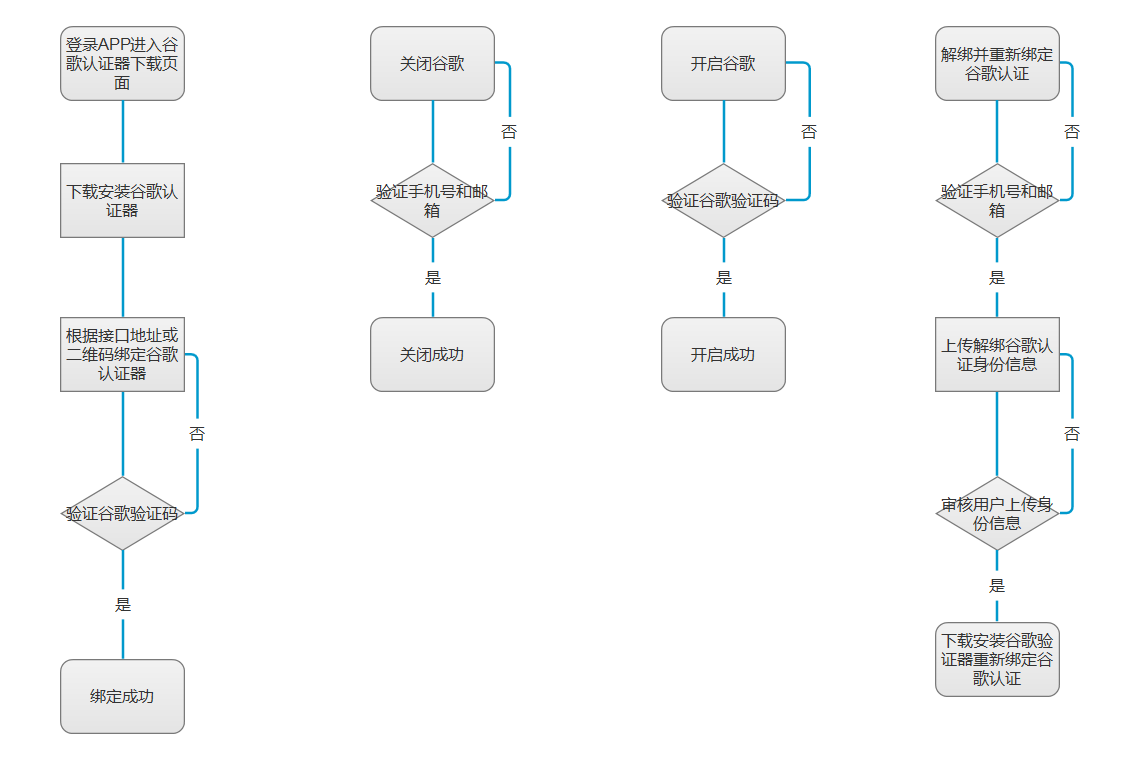 登录APP进入谷
歌认证器下载页
面
下载安装谷歌认
证器
根据接口地址或
二维码绑定谷歌
认证器
否
验证谷歌验证码
是
绑定成功
关闭谷歌
否
验证手机号和邮
箱
是
关闭成功
开启谷歌
否
验证谷歌验证码
是
开启成功
解绑并重新绑定
谷歌认证
否
验证手机号和邮
箱
是
上传解绑谷歌认
证身份信息
否
审核用户上传身
份信息
是
下载安装谷歌验
证器重新绑定谷
歌认证